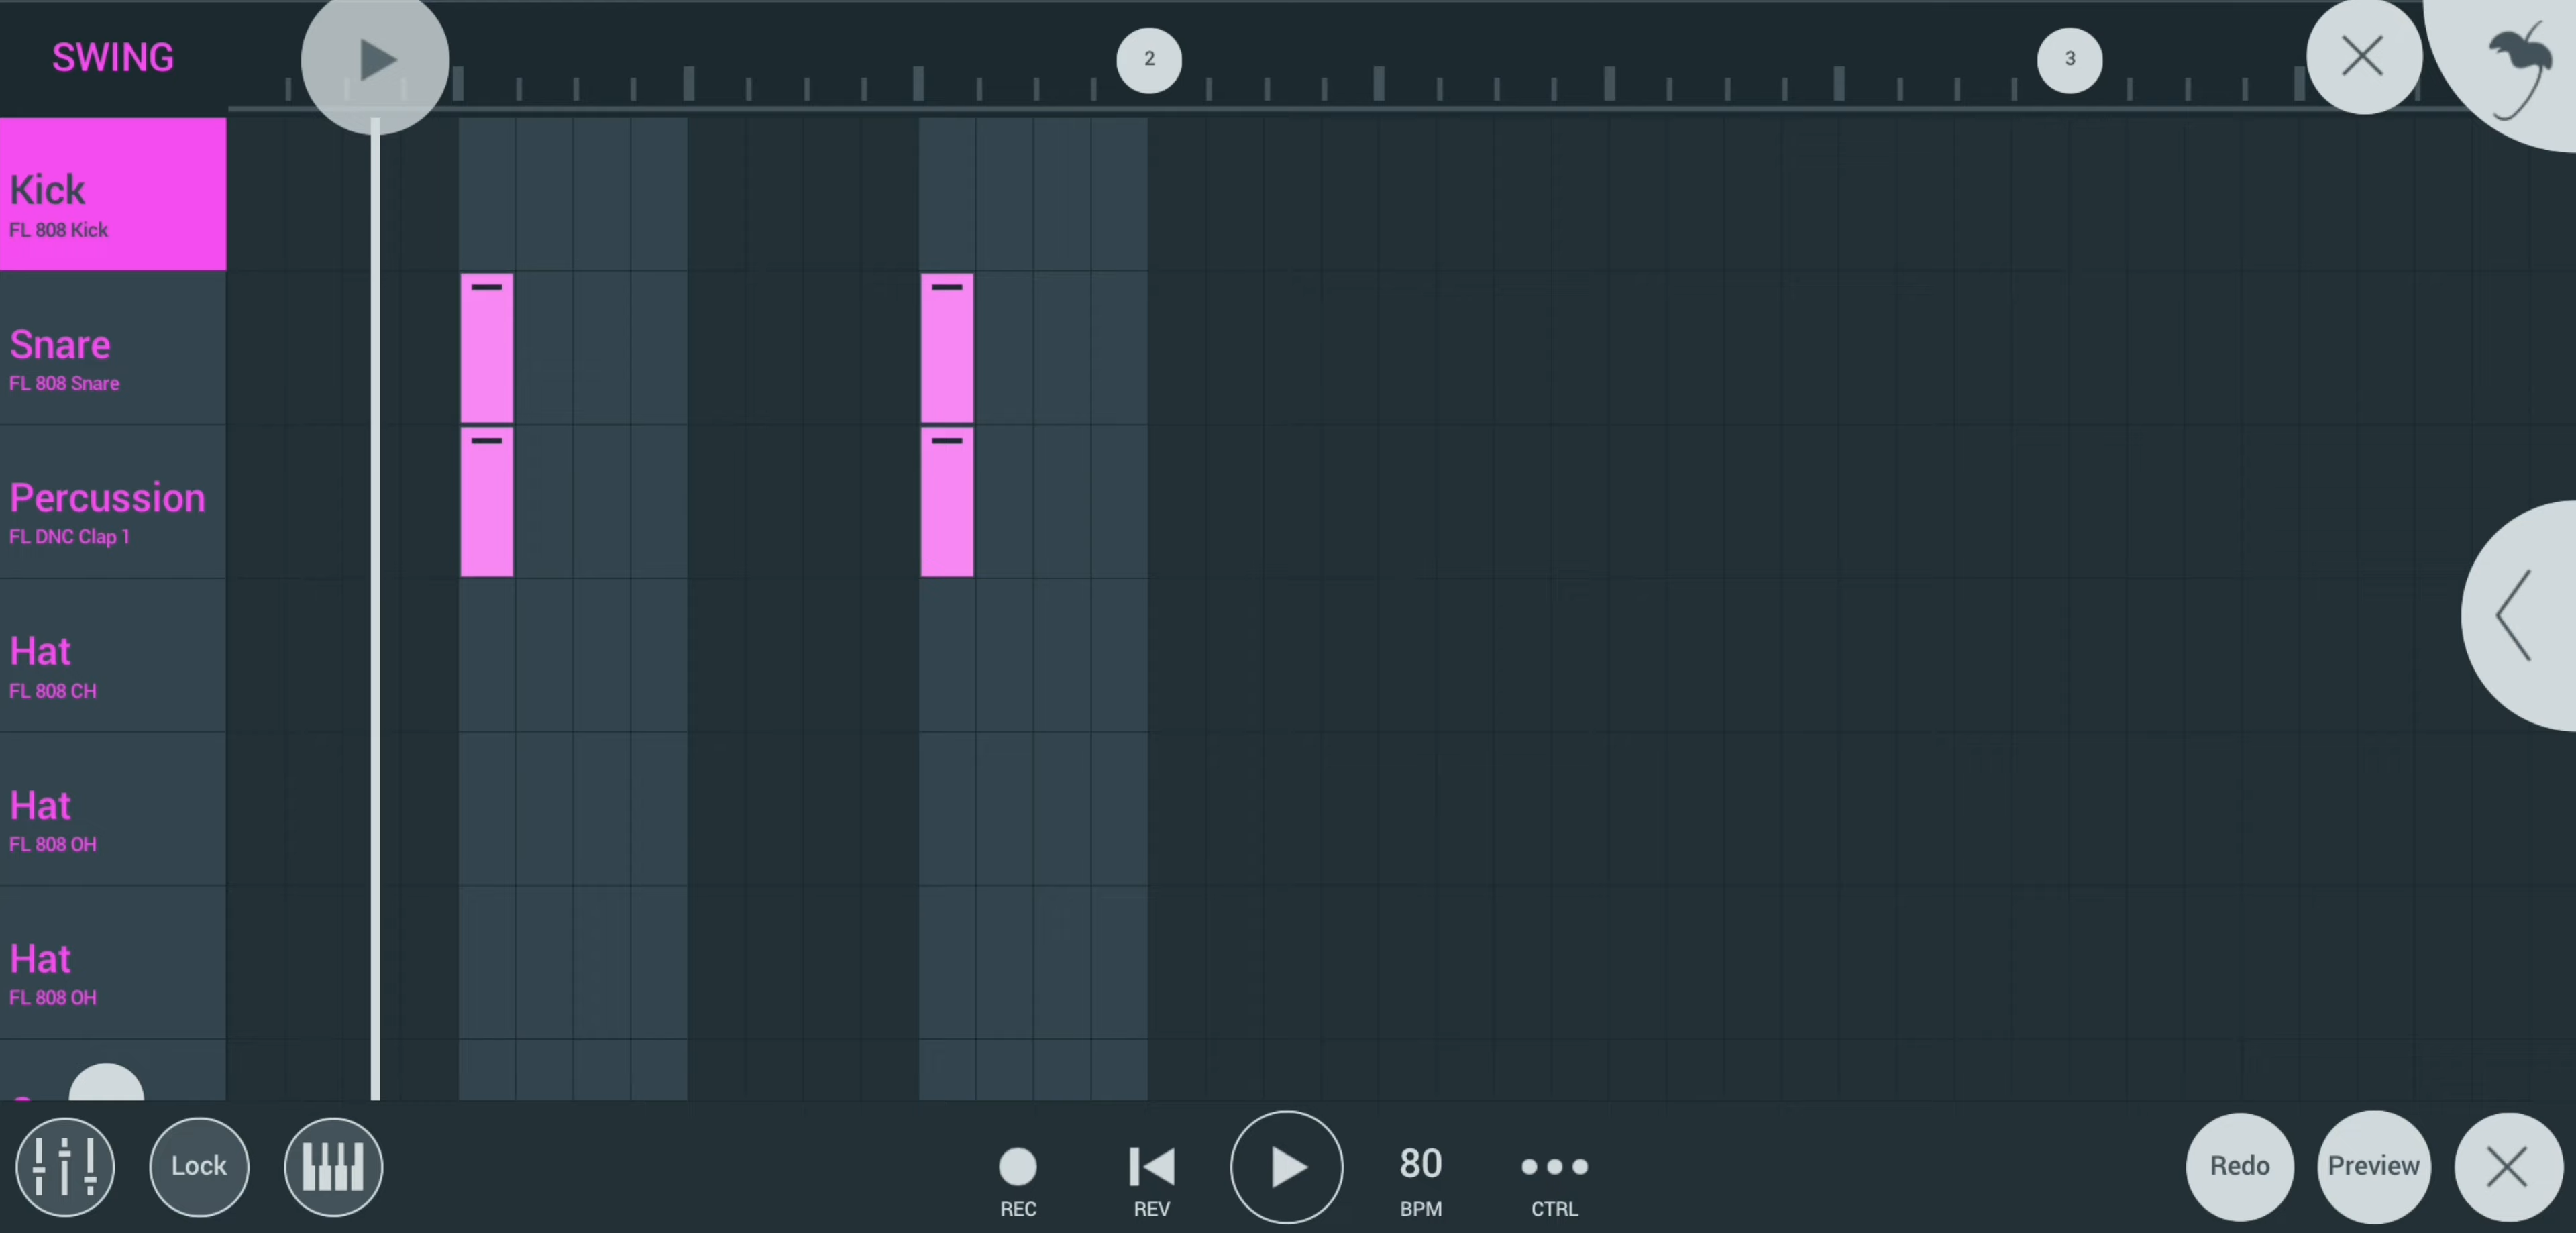 SWING
2
3
Kick
FL 808 Kick
Snare
FL 808 Snare
Percussion
FL DNC Clap 1
Hat
FL 808 CH
Hat
FL 808 OH
Hat
FL 808 OH
Lock
REC
REV
80
BPM
CTRL
Redo
Preview